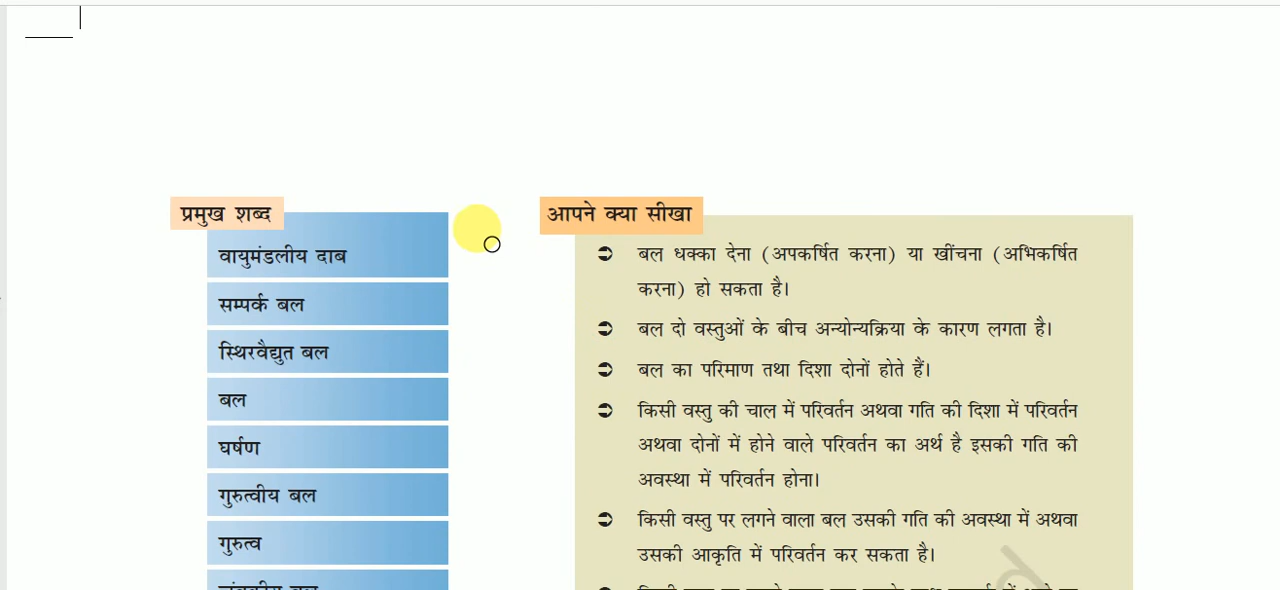 प्रमुख शब्द
वायुमंडलीय दाब
सम्पर्क बल
स्थिरवैद्युत बल
बल
घर्षण
गुरुत्वीय बल
गुरुत्व
आपने क्या सीखा
बल धक्का देना (अपकर्षित करना) या खींचना (अभिकर्षित
करना) हो सकता है।
बल दो वस्तुओं के बीच अन्योन्यक्रिया के कारण लगता है।
बल का परिमाण तथा दिशा दोनों होते हैं।
किसी वस्तु की चाल में परिवर्तन अथवा गति की दिशा में परिवर्तन
अथवा दोनों में होने वाले परिवर्तन का अर्थ है इसकी गति की
अवस्था में परिवर्तन होना।
किसी वस्तु पर लगने वाला बल उसकी गति की अवस्था में अथवा
उसकी आकृति में परिवर्तन कर सकता है।